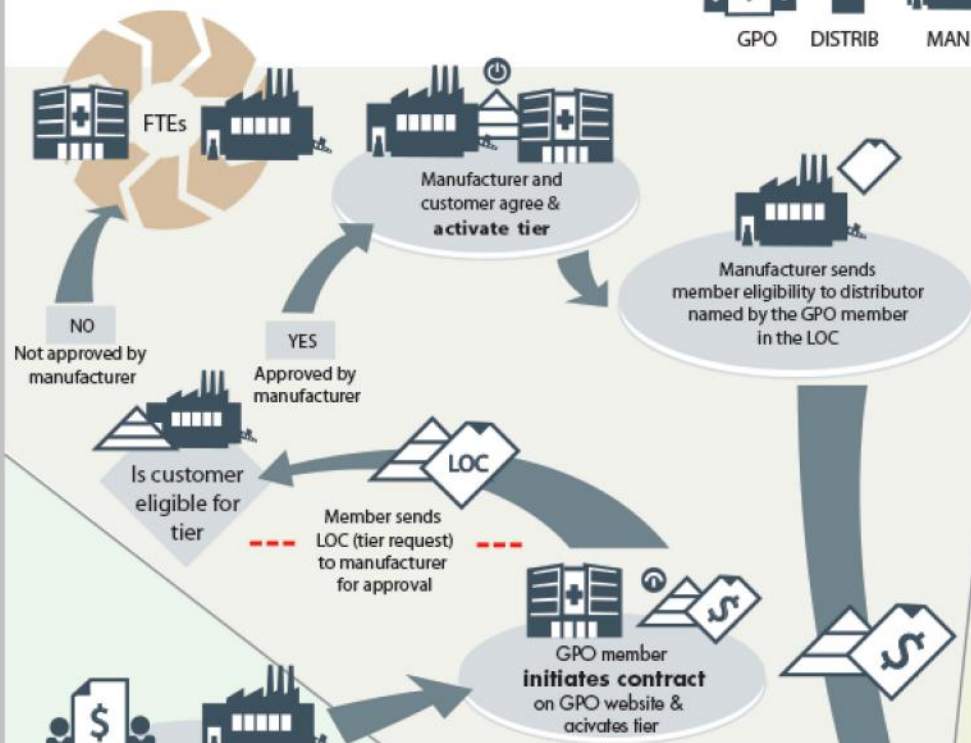 GPO
DISTRIB
MAN
FTEs
Manufacturer and
customer agree &
activate tier
Manufacturer sends
member eligibility to distributor
named by the GPO member
in the LOC
NO
Not approved by
manufacturer
YES
Approved by
manufacturer
Is customer
eligible for
tier
LOC
Member sends
LOC (tier request)
to manufacturer
for approval
$
$
GPO member
initiates contract
on GPO website &
acivates tier
$